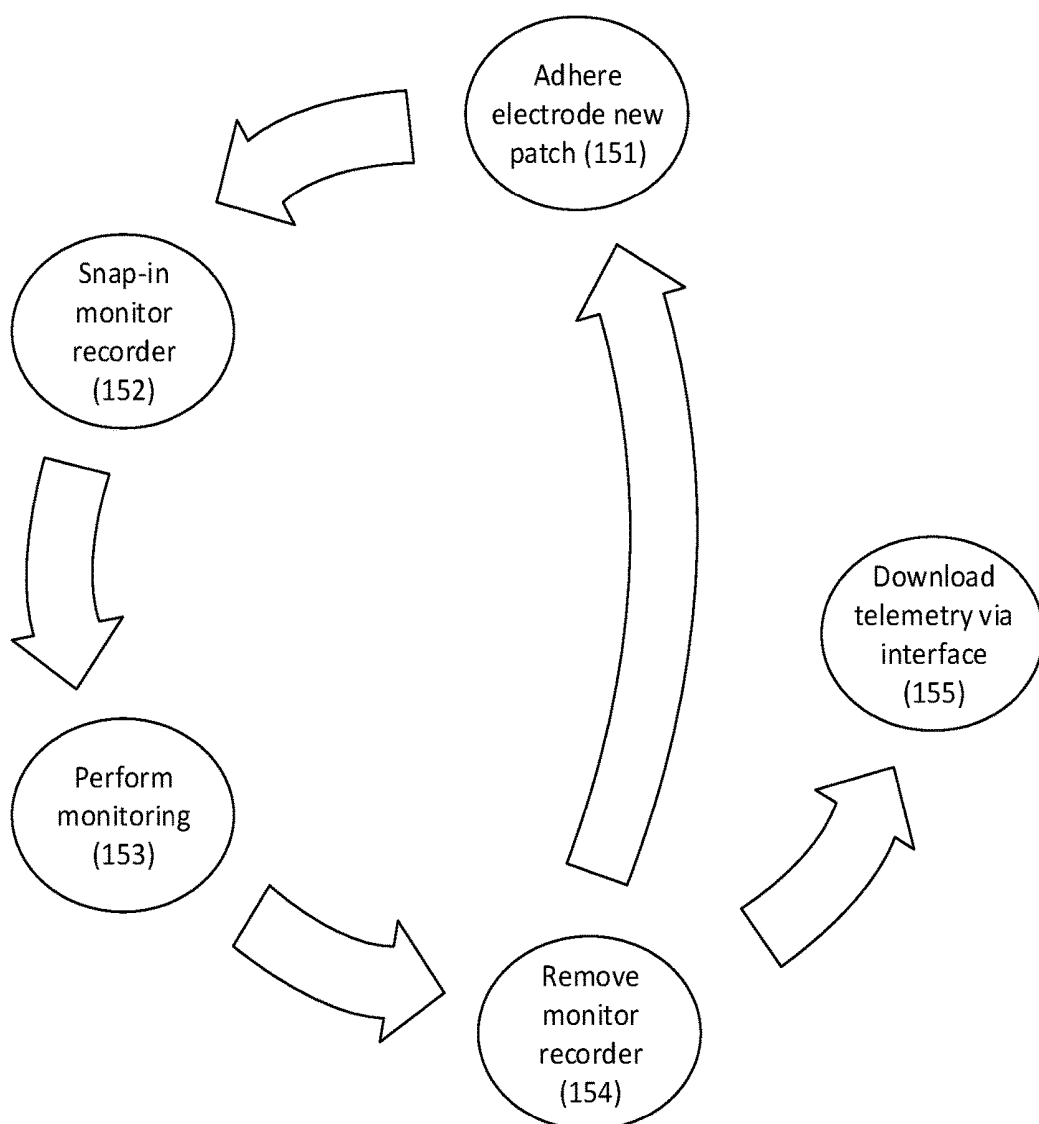 Adhere
electrode new
patch (151)
Snap-in
monitor
recorder
(152)
Perform
monitoring
(153)
Remove
monitor
recorder
(154)
Download
telemetry via
interface
(155)